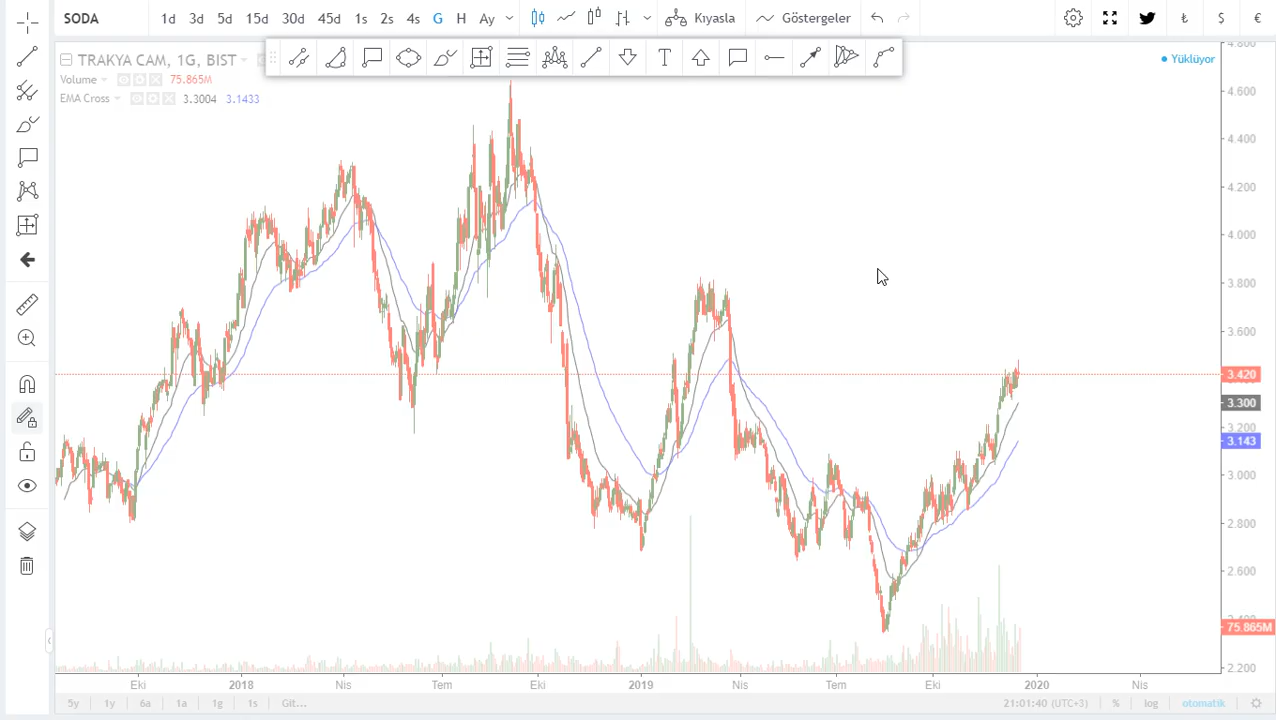 SODA 1d 3d 5d 15d 30d 45d 1s 2s 4s G H Ay Kıyasla Göstergeler ₺ $ €
TRAKYA CAM, 1G, BIST
Yüklüyor
Volume 75.865M
EMA Cross 3.3004 3.1433
4.800
4.600
4.400
4.200
4.000
3.800
3.600
3.420
3.300
3.200
3.143
3.000
2.800
2.600
75.865M
2.200
Eki 2018 Nis Tem Eki 2019 Nis Tem Eki 2020 Nis
5y 1y 6a 1a 1g 1s Git... 21:01:40 (UTC+3) % log otomatik